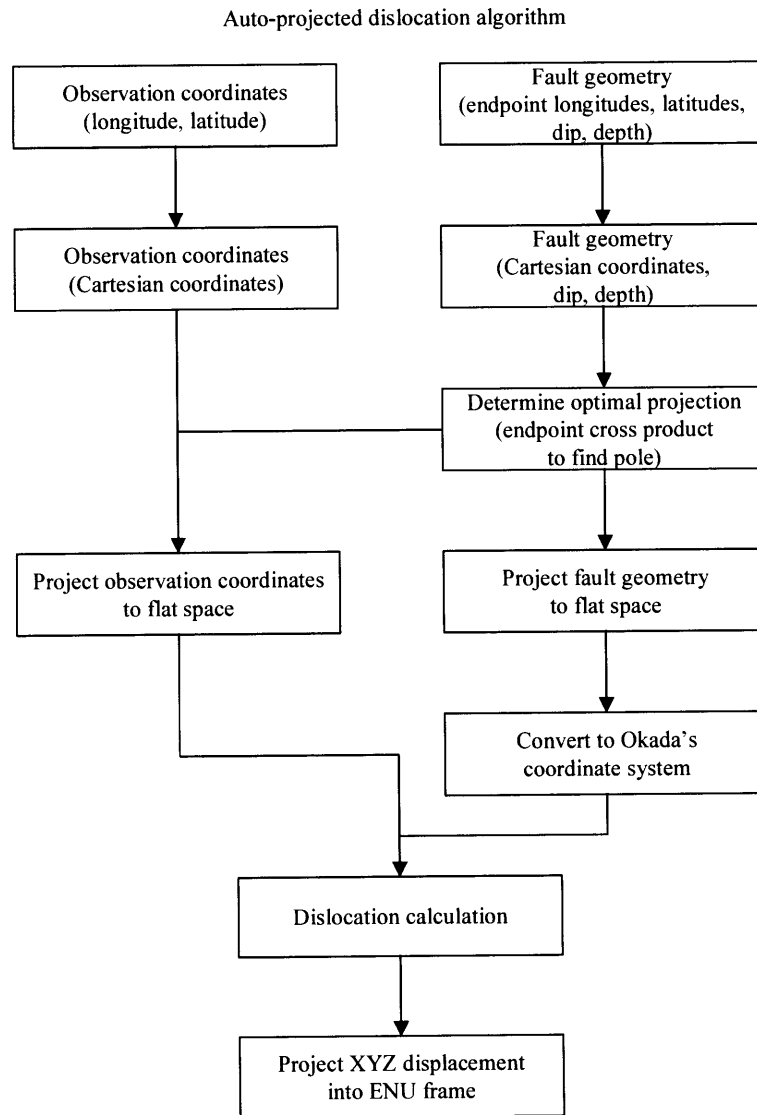 Auto-projected dislocation algorithm
Observation coordinates
(longitude, latitude)
Fault geometry
(endpoint longitudes, latitudes,
dip, depth)
Observation coordinates
(Cartesian coordinates)
Fault geometry
(Cartesian coordinates,
dip, depth)
Determine optimal projection
(endpoint cross product
to find pole)
Project observation coordinates
to flat space
Project fault geometry
to flat space
Convert to Okada's
coordinate system
Dislocation calculation
Project XYZ displacement
into ENU frame